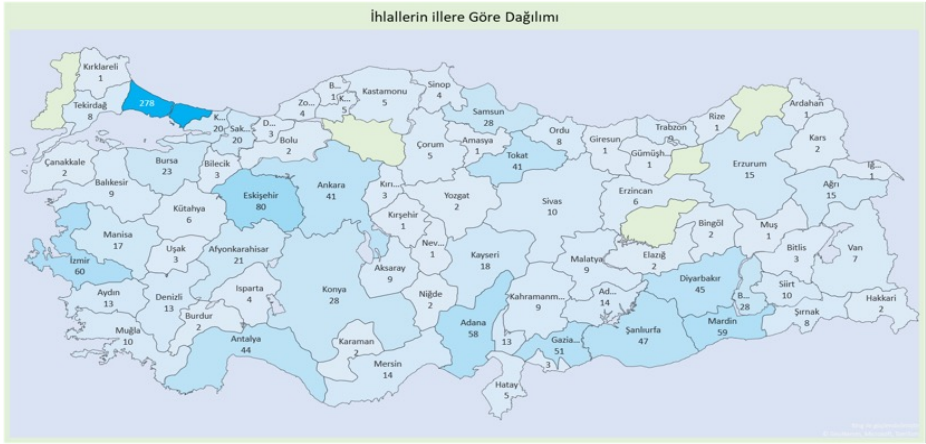 İhlallerin illere Göre Dağılımı
Kırklareli
1
Tekirdağ
8
278
K...
20
Sak...
20
D...
3
Zo...
4
B...
1
K...
5
Kastamonu
5
Sinop
4
Samsun
28
Bolu
2
Çorum
5
Amasya
1
Tokat
41
Ordu
8
Giresun
1
Trabzon
Gümüşh...
1
Rize
1
Ardahan
1
Kars
2
Iğ...
1
Çanakkale
2
Balıkesir
9
Bursa
23
Bilecik
3
Eskişehir
80
Ankara
41
Kırı...
3
Kırşehir
1
Yozgat
2
Sivas
10
Erzincan
6
Erzurum
15
Ağrı
15
Kütahya
6
Manisa
17
Uşak
3
Afyonkarahisar
21
İzmir
60
Aydın
13
Denizli
13
Isparta
4
Burdur
2
Muğla
10
Antalya
44
Konya
28
Aksaray
9
Nev...
1
Niğde
2
Kayseri
18
Karaman
2
Mersin
14
Adana
58
13
Hatay
5
Kahramanm...
9
Malatya
9
Ad...
14
Gazia...
51
3
Şanlıurfa
47
Elazığ
2
Bingöl
2
Muş
1
Bitlis
3
Van
7
Diyarbakır
45
B...
28
Mardin
59
Siirt
10
Şırnak
8
Hakkari
2